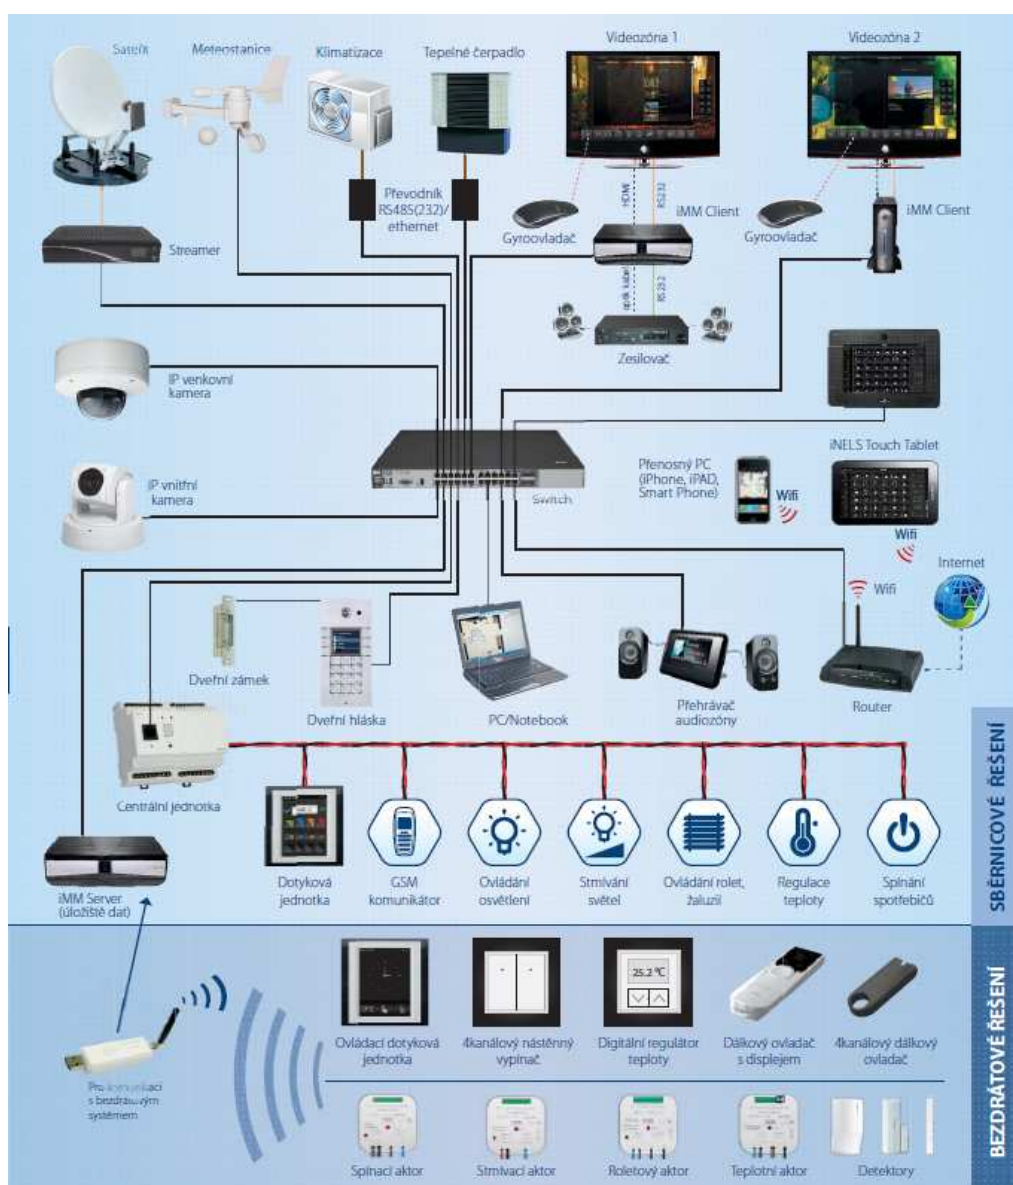 Satelit
Meteostanice
Klimatizace
Tepelné čerpadlo
Videozóna 1
Videozóna 2
Převodník
RS485(232)/
ethernet
HDMI
RS232
iMM Client
iMM Client
Gyroovladač
Gyroovladač
Streamer
optik kabel
RS232
Zesilovač
IP venkovní
kamera
iNELS Touch Tablet
Přenosný PC
(iPhone, iPAD,
Smart Phone)
Wifi
IP vnitřní
kamera
Switch
Wifi
Internet
Wifi
Dveřní zámek
Dveřní hláska
PC/Notebook
Přehrávač
audiozóny
Router
Centrální jednotka
iMM Server
(úložiště dat)
Dotyková
jednotka
GSM
komunikátor
Ovládání
osvětlení
Stmívání
světel
Ovládání rolet,
žaluzií
Regulace
teploty
Spínání
spotřebičů
SBĚRNICOVÉ ŘEŠENÍ
25.2 °C
Ovládací dotyková
jednotka
4kanálový nástěnný
vypínač
Digitální regulátor
teploty
Dálkový ovladač
s displejem
4kanálový dálkový
ovladač
Pro komunikaci
s bezdrátovým
systémem
Spínací aktor
Stmívací aktor
Roletový aktor
Teplotní aktor
Detektory
BEZDRÁTOVÉ ŘEŠENÍ